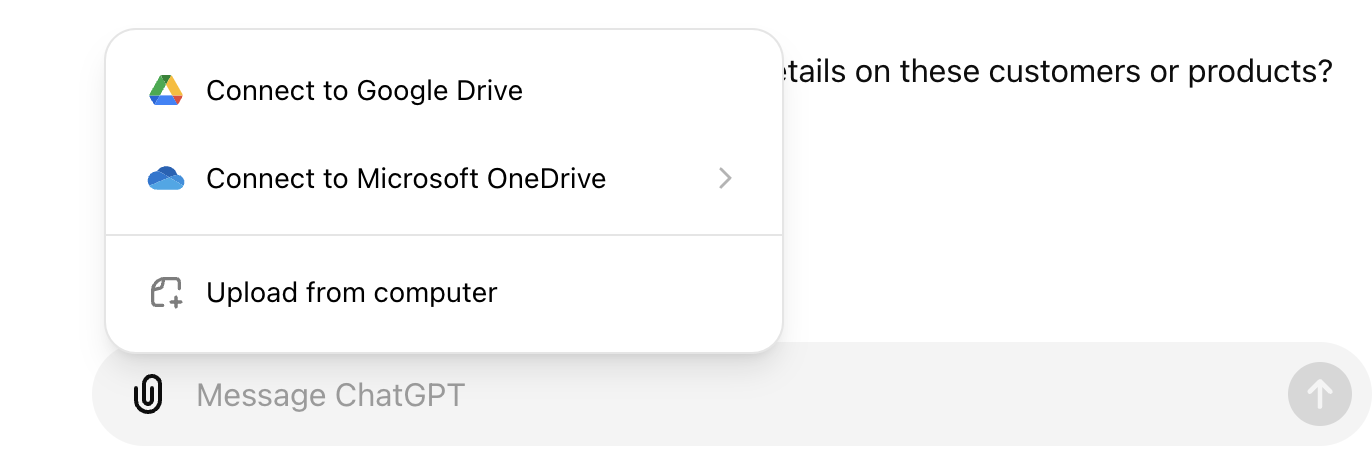 etails on these customers or products?
Connect to Google Drive
Connect to Microsoft OneDrive
Upload from computer
Message ChatGPT